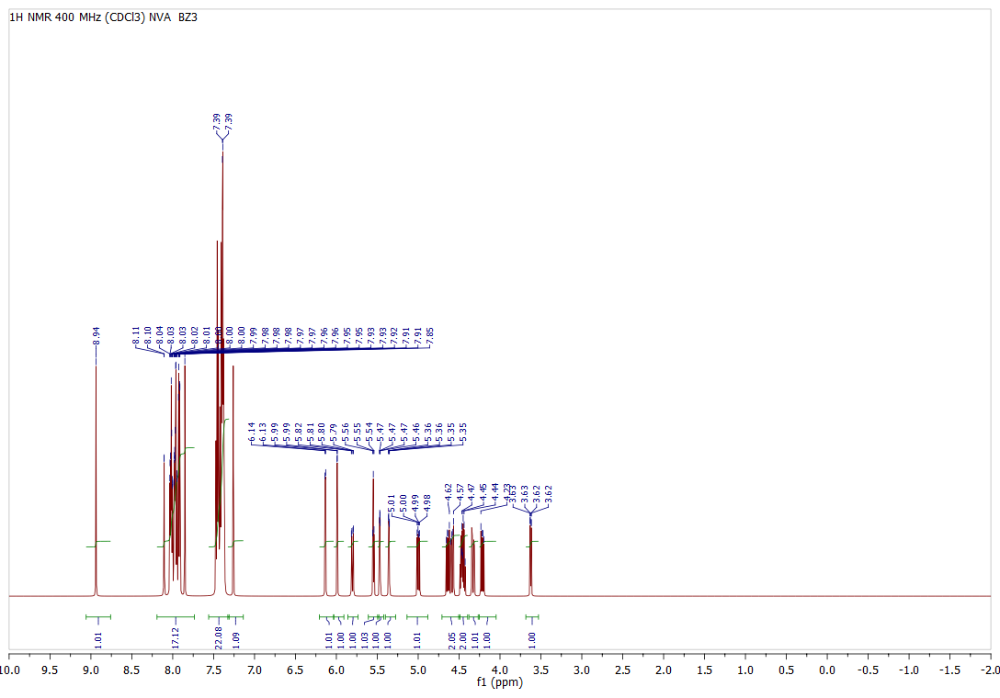 1H NMR 400 MHz (CDCl3) NVA BZ3
7.39 7.39
8.94 8.11 8.10 8.04 8.03 8.03 8.02 8.01 8.00 8.00 8.00 7.99 7.98 7.98 7.98 7.97 7.97 7.96 7.96 7.95 7.95 7.93 7.93 7.92 7.91 7.91 7.85
6.14 6.13 5.99 5.99 5.82 5.81 5.80 5.79 5.56 5.55 5.54 5.47 5.47 5.47 5.46 5.36 5.36 5.35 5.35
5.01 5.00 4.99 4.98 4.62 4.57 4.47 4.45 4.44 4.23 3.63 3.63 3.62 3.62
1.01 17.12 22.08 1.09 1.01 1.00 1.00 1.03 1.00 1.00 1.01 2.05 2.00 1.01 1.00 1.00
10.0 9.5 9.0 8.5 8.0 7.5 7.0 6.5 6.0 5.5 5.0 4.5 4.0 3.5 3.0 2.5 2.0 1.5 1.0 0.5 0.0 -0.5 -1.0 -1.5 -2.0
f1 (ppm)